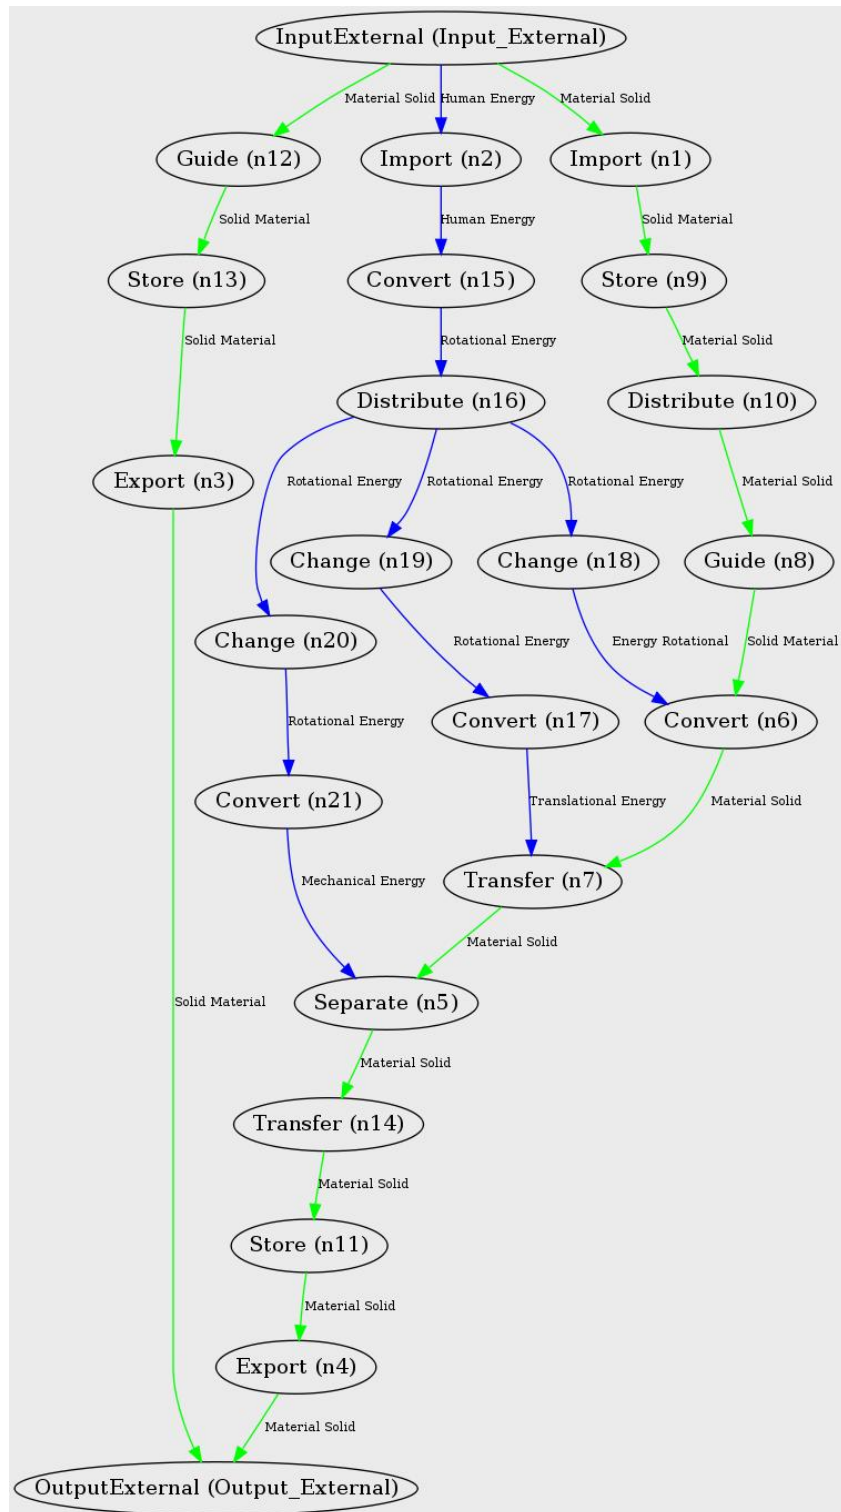 InputExternal (Input_External)
Material Solid
Human Energy
Material Solid
Guide (n12)
Import (n2)
Import (n1)
Solid Material
Human Energy
Solid Material
Store (n13)
Convert (n15)
Store (n9)
Solid Material
Rotational Energy
Material Solid
Distribute (n16)
Distribute (n10)
Export (n3)
Rotational Energy
Rotational Energy
Rotational Energy
Material Solid
Change (n19)
Change (n18)
Guide (n8)
Change (n20)
Rotational Energy
Energy Rotational
Solid Material
Rotational Energy
Convert (n17)
Convert (n6)
Convert (n21)
Translational Energy
Material Solid
Mechanical Energy
Transfer (n7)
Material Solid
Solid Material
Separate (n5)
Material Solid
Transfer (n14)
Material Solid
Store (n11)
Material Solid
Export (n4)
Material Solid
OutputExternal (Output_External)